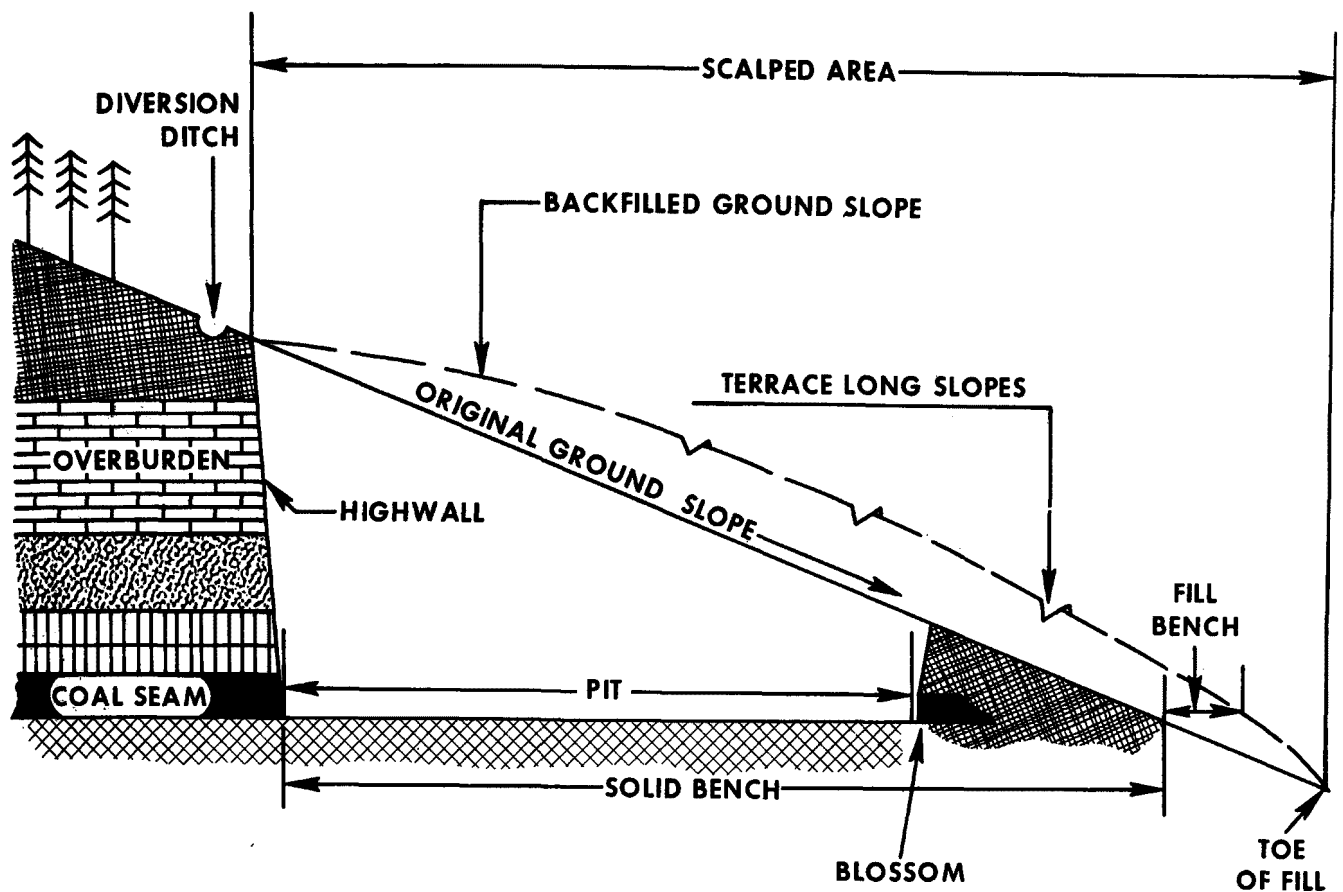 SCALPED AREA
DIVERSION
DITCH
BACKFILLED GROUND SLOPE
TERRACE LONG SLOPES
ORIGINAL GROUND SLOPE
OVERBURDEN
HIGHWALL
FILL
BENCH
COAL SEAM
PIT
SOLID BENCH
BLOSSOM
TOE
OF FILL